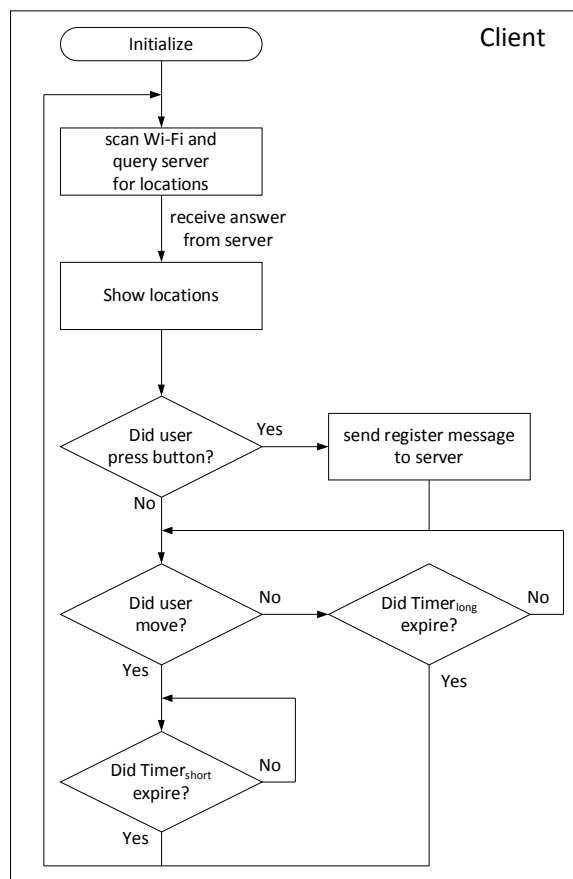 Client
Initialize
scan Wi-Fi and
query server
for locations
receive answer
from server
Show locations
Did user
press button?
Yes
send register message
to server
No
Did user
move?
No
Did Timerlong
expire?
No
Yes
Yes
Did Timershort
expire?
No
Yes